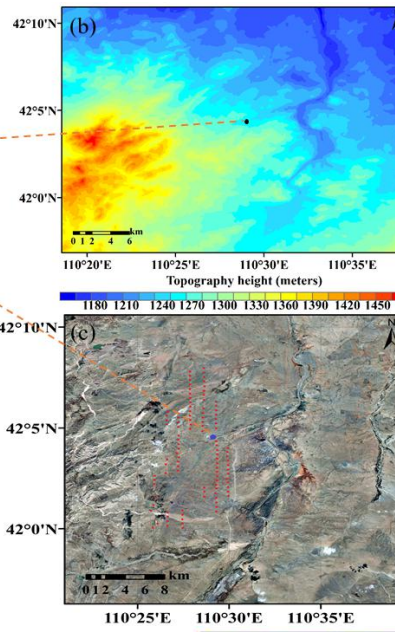 (b)
42°10′N
42°5′N
42°0′N
0 1 2 4 6
km
110°20′E 110°25′E 110°30′E 110°35′E
Topography height (meters)
1180 1210 1240 1270 1300 1330 1360 1390 1420 1450
(c)
N
42°10′N
42°5′N
42°0′N
km
0 1 2 4 6 8
110°25′E 110°30′E 110°35′E